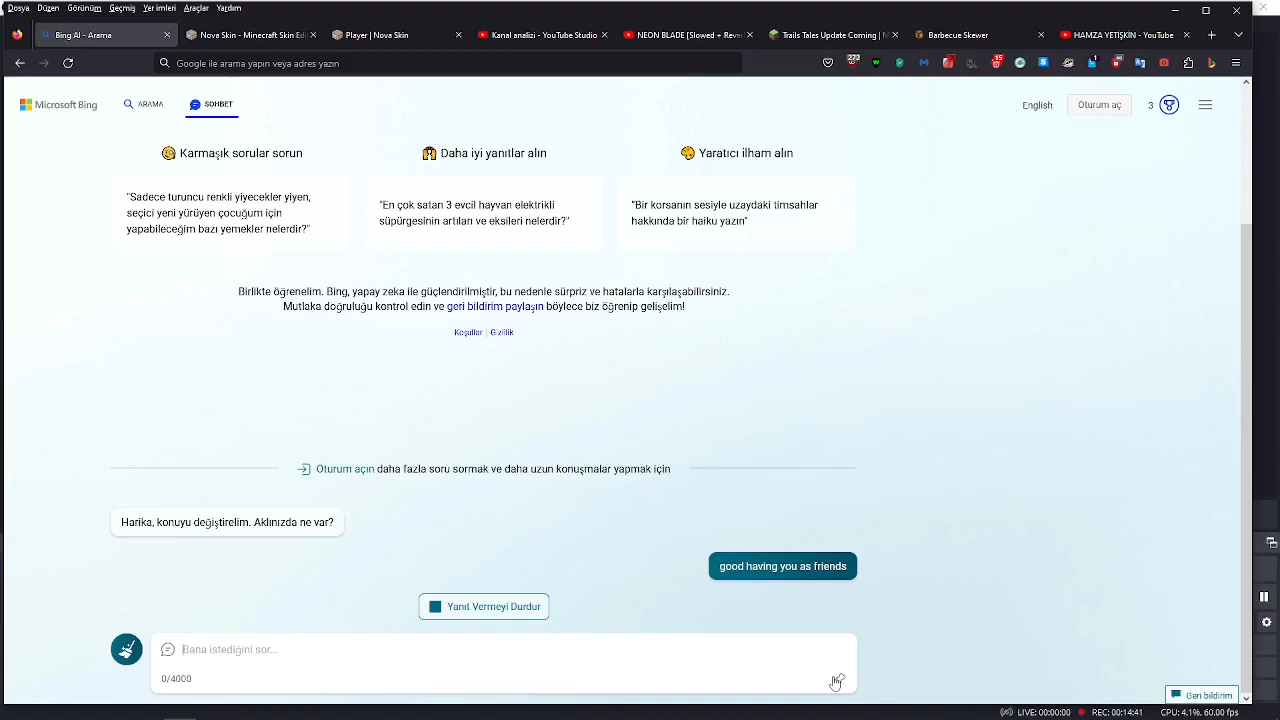 Dosya Düzen Görünüm Geçmiş Yer imleri Araçlar Yardım
Bing AI - Arama
Nova Skin - Minecraft Skin Edi
Player | Nova Skin
Kanal analizi - YouTube Studio
NEON BLADE [Slowed + Rever
Trails Tales Update Coming | M
Barbecue Skewer
HAMZA YETİŞKİN - YouTube
Google ile arama yapın veya adres yazın
272
15
1
Microsoft Bing
ARAMA
SOHBET
English
Oturum aç
3
Karmaşık sorular sorun
Daha iyi yanıtlar alın
Yaratıcı ilham alın
"Sadece turuncu renkli yiyecekler yiyen,
seçici yeni yürüyen çocuğum için
yapabileceğim bazı yemekler nelerdir?"
"En çok satan 3 evcil hayvan elektrikli
süpürgesinin artıları ve eksileri nelerdir?"
"Bir korsanın sesiyle uzaydaki timsahlar
hakkında bir haiku yazın"
Birlikte öğrenelim. Bing, yapay zeka ile güçlendirilmiştir, bu nedenle sürpriz ve hatalarla karşılaşabilirsiniz.
Mutlaka doğruluğu kontrol edin ve geri bildirim paylaşın böylece biz öğrenip gelişelim!
Koşullar | Gizlilik
Oturum açın daha fazla soru sormak ve daha uzun konuşmalar yapmak için
Harika, konuyu değiştirelim. Aklınızda ne var?
good having you as friends
Yanıt Vermeyi Durdur
Bana istediğini sor...
0/4000
Geri bildirim
LIVE: 00:00:00 REC: 00:14:41 CPU: 4.1%, 60.00 fps